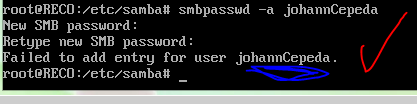 root@RECO:/etc/samba# smbpasswd -a johannCepeda
New SMB password:
Retype new SMB password:
Failed to add entry for user johannCepeda.
root@RECO:/etc/samba# _